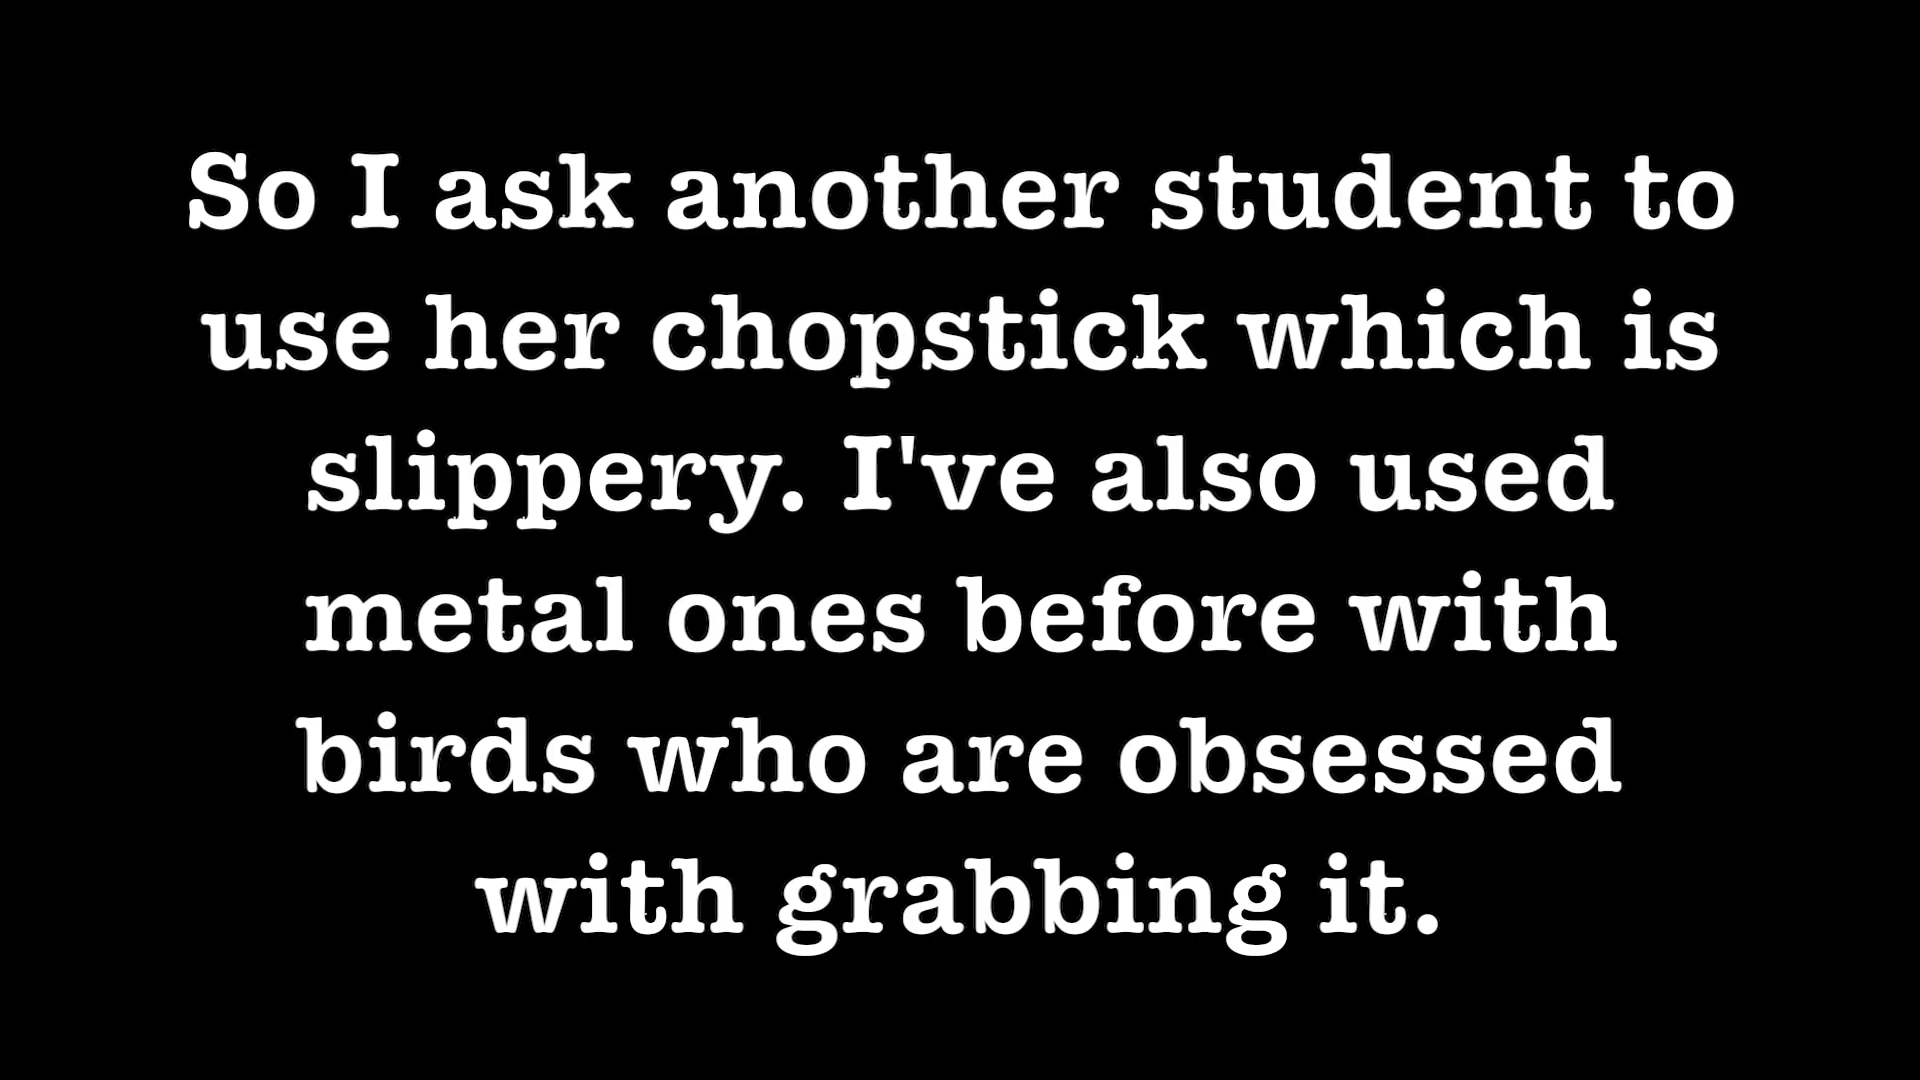 So I ask another student to
use her chopstick which is
slippery. I've also used
metal ones before with
birds who are obsessed
with grabbing it.